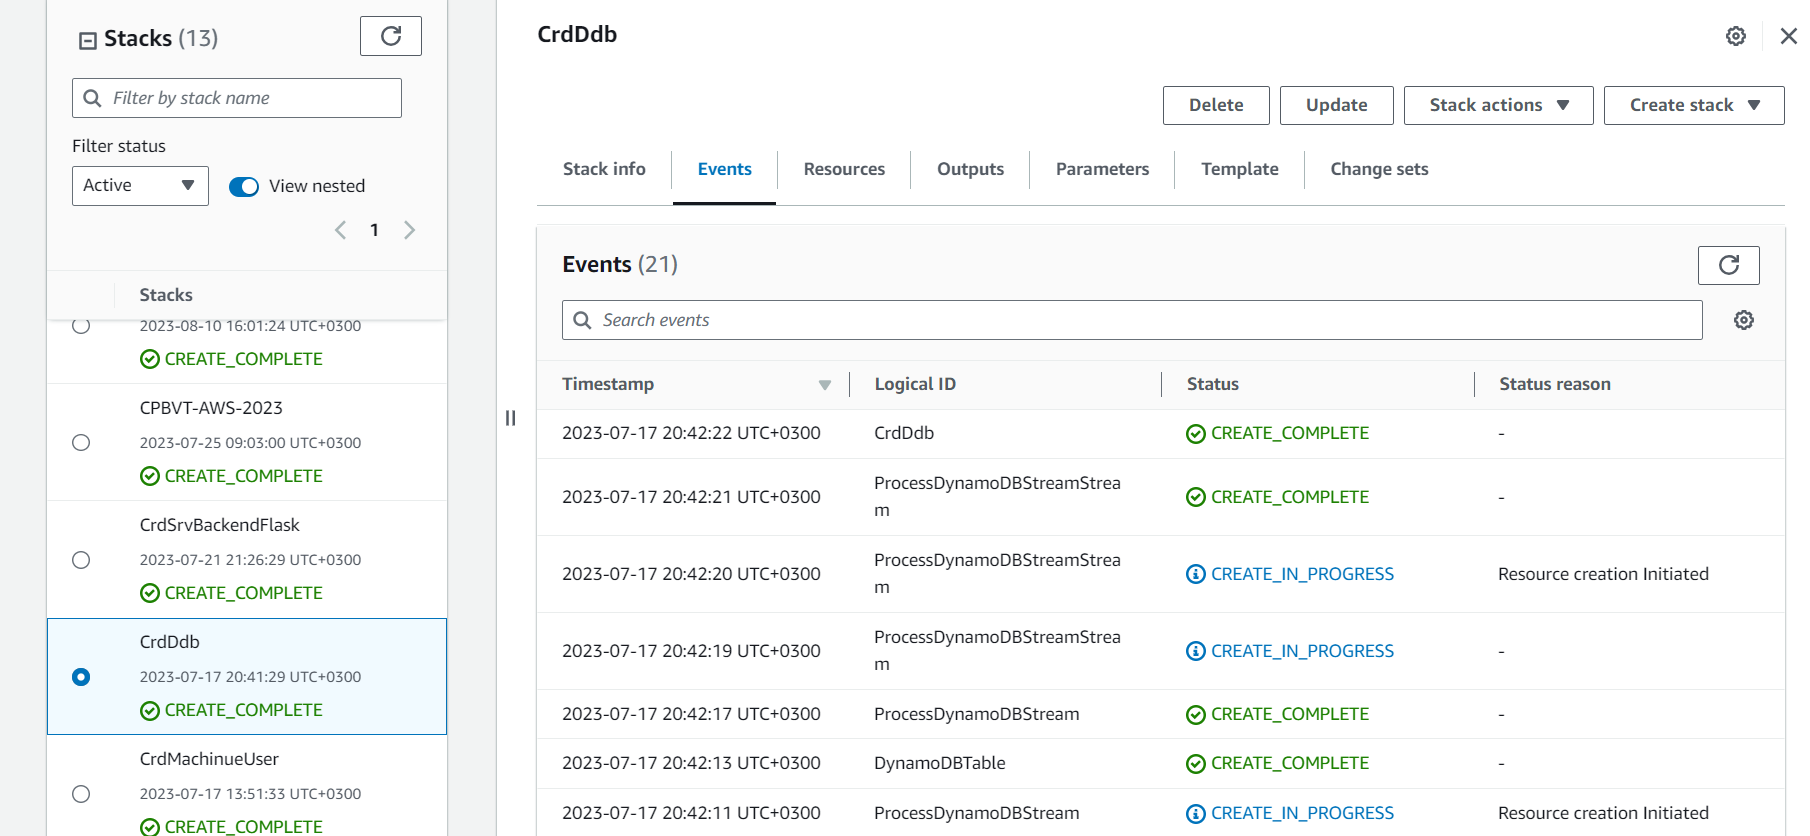 Stacks (13)
Filter by stack name
Filter status
Active
View nested
1
Stacks
2023-08-10 16:01:24 UTC+0300
CREATE_COMPLETE
CPBVT-AWS-2023
2023-07-25 09:03:00 UTC+0300
CREATE_COMPLETE
CrdSrvBackendFlask
2023-07-21 21:26:29 UTC+0300
CREATE_COMPLETE
CrdDdb
2023-07-17 20:41:29 UTC+0300
CREATE_COMPLETE
CrdMachinueUser
2023-07-17 13:51:33 UTC+0300
CREATE_COMPLETE
CrdDdb
Delete Update Stack actions Create stack
Stack info Events Resources Outputs Parameters Template Change sets
Events (21)
Search events
Timestamp Logical ID Status Status reason
2023-07-17 20:42:22 UTC+0300 CrdDdb CREATE_COMPLETE -
2023-07-17 20:42:21 UTC+0300 ProcessDynamoDBStreamStrea
m CREATE_COMPLETE -
2023-07-17 20:42:20 UTC+0300 ProcessDynamoDBStreamStrea
m CREATE_IN_PROGRESS Resource creation Initiated
2023-07-17 20:42:19 UTC+0300 ProcessDynamoDBStreamStrea
m CREATE_IN_PROGRESS -
2023-07-17 20:42:17 UTC+0300 ProcessDynamoDBStream CREATE_COMPLETE -
2023-07-17 20:42:13 UTC+0300 DynamoDBTable CREATE_COMPLETE -
2023-07-17 20:42:11 UTC+0300 ProcessDynamoDBStream CREATE_IN_PROGRESS Resource creation Initiated